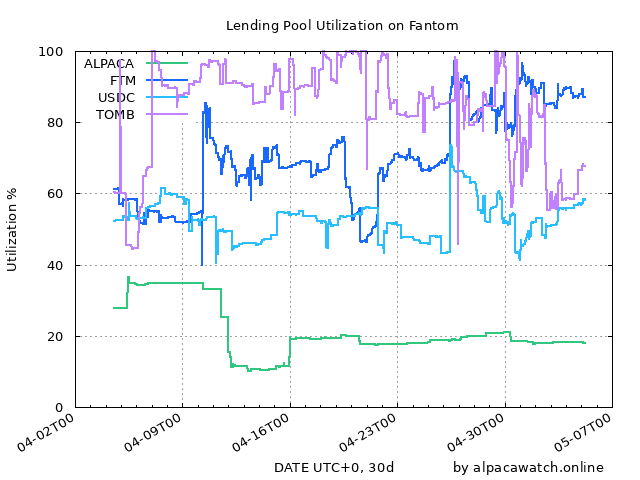 Lending Pool Utilization on Fantom
Utilization %
100
80
60
40
20
0
ALPACA
FTM
USDC
TOMB
04-02T00
04-09T00
04-16T00
04-23T00
04-30T00
05-07T00
DATE UTC+0, 30d
by alpacawatch.online